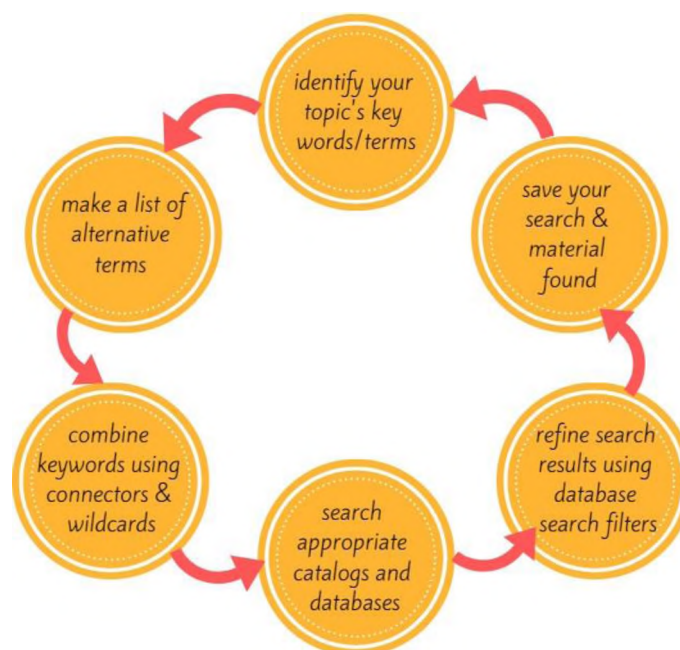 identify your
topic's key
words/terms
make a list of
alternative
terms
combine
keywords using
connectors &
wildcards
search
appropriate
catalogs and
databases
refine search
results using
database
search filters
save your
search &
material
found